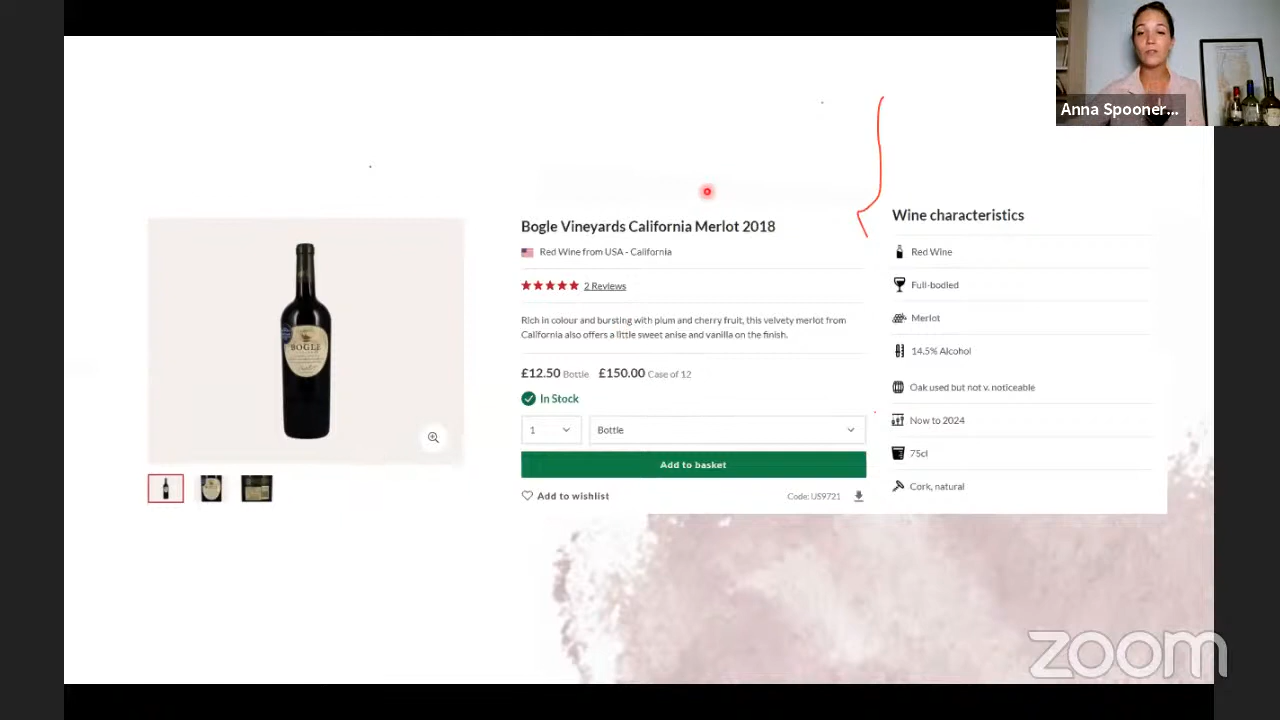 Anna Spooner...
Bogle Vineyards California Merlot 2018
Red Wine from USA - California
2 Reviews
Rich in colour and bursting with plum and cherry fruit, this velvety merlot from
California also offers a little sweet anise and vanilla on the finish.
£12.50 Bottle £150.00 Case of 12
In Stock
1 Bottle
Add to basket
Add to wishlist Code: US9721
Wine characteristics
Red Wine
Full-bodied
Merlot
14.5% Alcohol
Oak used but not v. noticeable
Now to 2024
75cl
Cork, natural
BOGLE
zoom